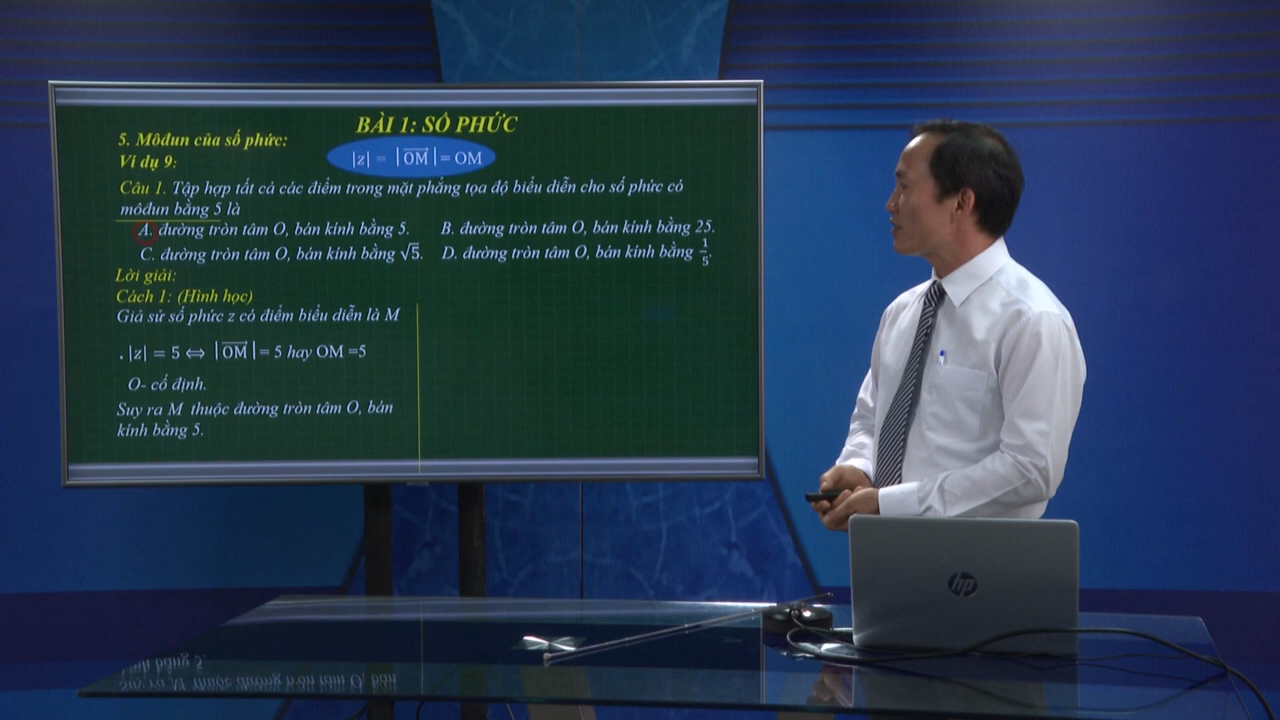 BÀI 1: SỐ PHỨC
5. Môđun của số phức:
Ví dụ 9:
|z| = |OM| = OM
Câu 1. Tập hợp tất cả các điểm trong mặt phẳng tọa độ biểu diễn cho số phức có
môđun bằng 5 là
A. đường tròn tâm O, bán kính bằng 5. B. đường tròn tâm O, bán kính bằng 25.
C. đường tròn tâm O, bán kính bằng √5. D. đường tròn tâm O, bán kính bằng 1/5.
Lời giải:
Cách 1: (Hình học)
Giả sử số phức z có điểm biểu diễn là M
. |z| = 5 ⇔ |OM| = 5 hay OM =5
O- cố định.
Suy ra M thuộc đường tròn tâm O, bán
kính bằng 5.
hp